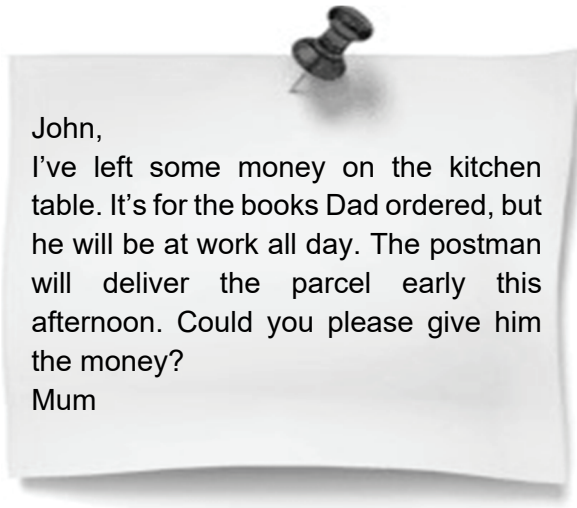 John,
I’ve left some money on the kitchen
table. It’s for the books Dad ordered, but
he will be at work all day. The postman
will deliver the parcel early this
afternoon. Could you please give him
the money?
Mum